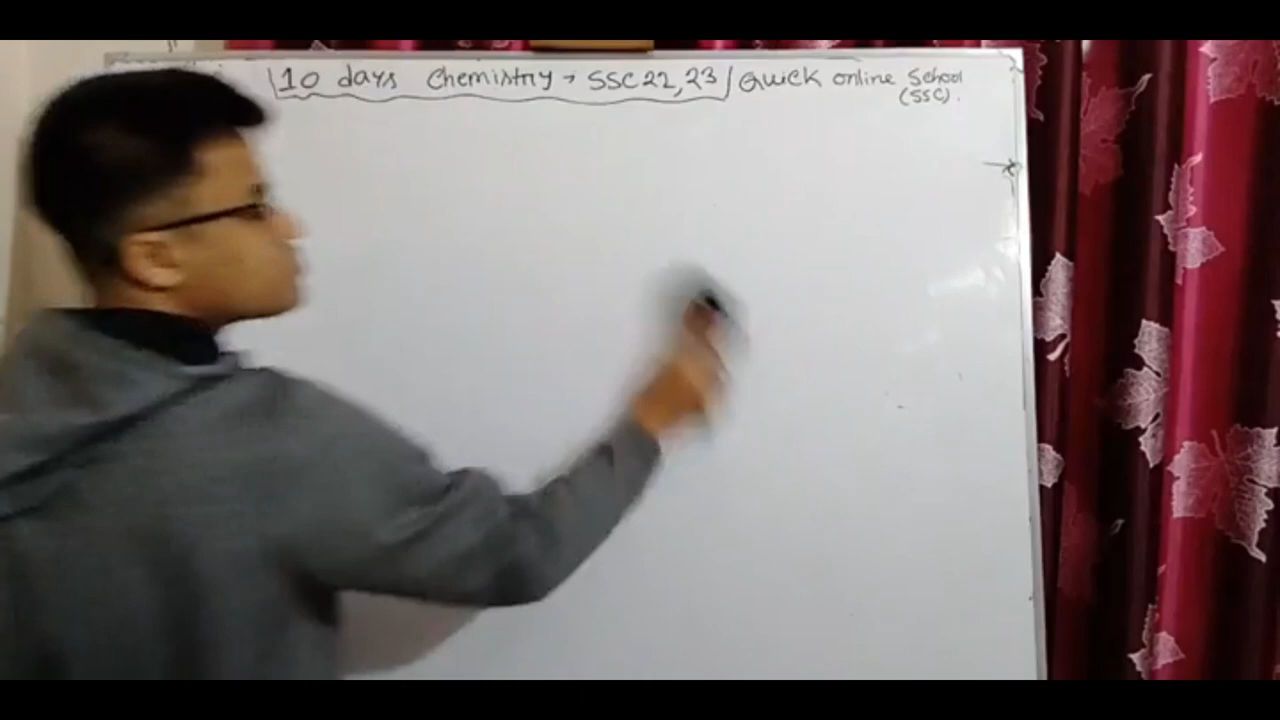 10 days Chemistry → SSC 22, 23 / Quick online School
(SSC).